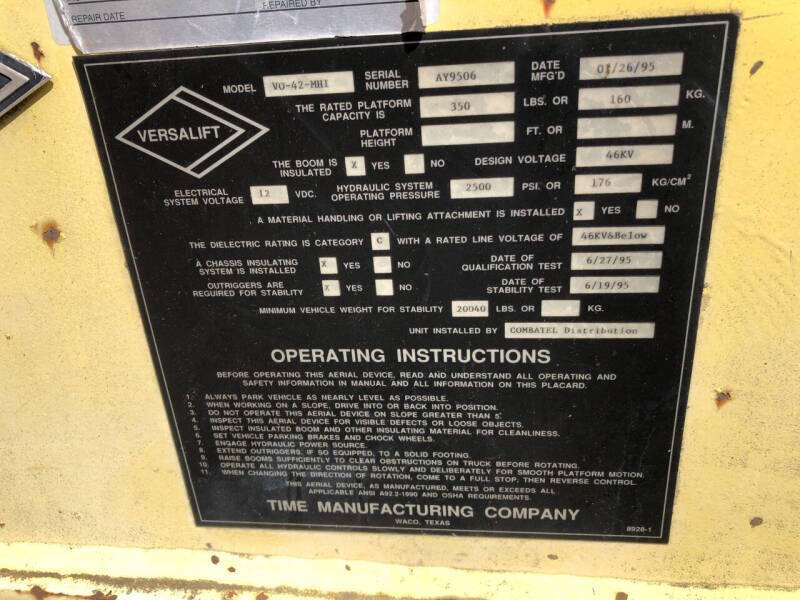 REPAIR DATE
REPAIRED BY
VERSALIFT
MODEL VO-42-MHI SERIAL NUMBER AY9506 DATE MFG'D 01/26/95
THE RATED PLATFORM CAPACITY IS 350 LBS. OR 160 KG.
PLATFORM HEIGHT FT. OR M.
THE BOOM IS INSULATED X YES NO DESIGN VOLTAGE 46KV
ELECTRICAL SYSTEM VOLTAGE 12 VDC. HYDRAULIC SYSTEM OPERATING PRESSURE 2500 PSI. OR 176 KG/CM²
A MATERIAL HANDLING OR LIFTING ATTACHMENT IS INSTALLED X YES NO
THE DIELECTRIC RATING IS CATEGORY C WITH A RATED LINE VOLTAGE OF 46KV&Below
A CHASSIS INSULATING SYSTEM IS INSTALLED X YES NO DATE OF QUALIFICATION TEST 6/27/95
OUTRIGGERS ARE REQUIRED FOR STABILITY X YES NO DATE OF STABILITY TEST 6/19/95
MINIMUM VEHICLE WEIGHT FOR STABILITY 20040 LBS. OR KG.
UNIT INSTALLED BY COMBATEL Distribution
OPERATING INSTRUCTIONS
BEFORE OPERATING THIS AERIAL DEVICE, READ AND UNDERSTAND ALL OPERATING AND
SAFETY INFORMATION IN MANUAL AND ALL INFORMATION ON THIS PLACARD.
1. ALWAYS PARK VEHICLE AS NEARLY LEVEL AS POSSIBLE.
2. WHEN WORKING ON A SLOPE, DRIVE INTO OR BACK INTO POSITION.
3. DO NOT OPERATE THIS AERIAL DEVICE ON SLOPE GREATER THAN 5°.
4. INSPECT THIS AERIAL DEVICE FOR VISIBLE DEFECTS OR LOOSE OBJECTS.
5. INSPECT INSULATED BOOM AND OTHER INSULATING MATERIAL FOR CLEANLINESS.
6. SET VEHICLE PARKING BRAKES AND CHOCK WHEELS.
7. ENGAGE HYDRAULIC POWER SOURCE.
8. EXTEND OUTRIGGERS, IF SO EQUIPPED, TO A SOLID FOOTING.
9. RAISE BOOMS SUFFICIENTLY TO CLEAR OBSTRUCTIONS ON TRUCK BEFORE ROTATING.
10. OPERATE ALL HYDRAULIC CONTROLS SLOWLY AND DELIBERATELY FOR SMOOTH PLATFORM MOTION.
11. WHEN CHANGING THE DIRECTION OF ROTATION, COME TO A FULL STOP, THEN REVERSE CONTROL.
THIS AERIAL DEVICE, AS MANUFACTURED, MEETS OR EXCEEDS ALL
APPLICABLE ANSI A92.2-1990 AND OSHA REQUIREMENTS.
TIME MANUFACTURING COMPANY
WACO, TEXAS
8928-1